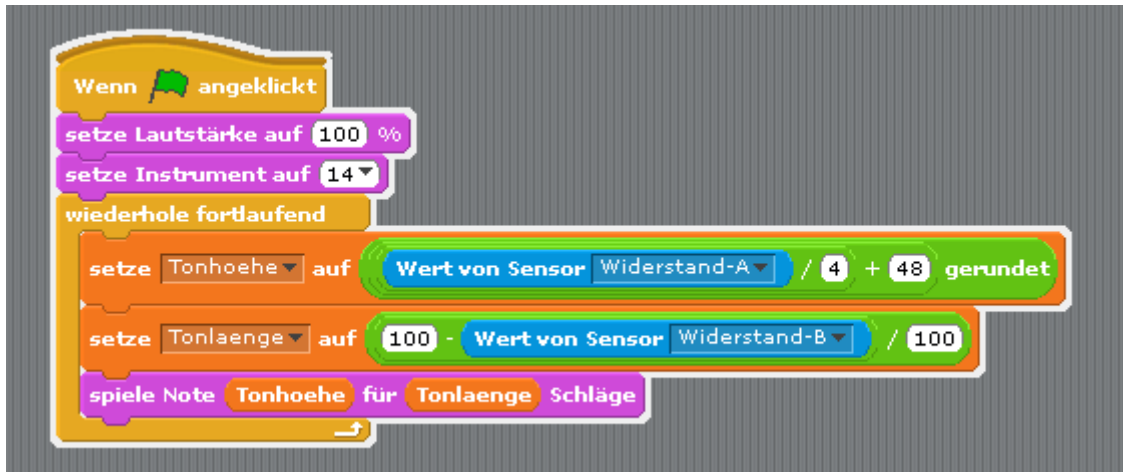 Wenn angeklickt
setze Lautstärke auf 100 %
setze Instrument auf 14
wiederhole fortlaufend
setze Tonhoehe auf Wert von Sensor Widerstand-A / 4 + 48 gerundet
setze Tonlaenge auf 100 - Wert von Sensor Widerstand-B / 100
spiele Note Tonhoehe für Tonlaenge Schläge